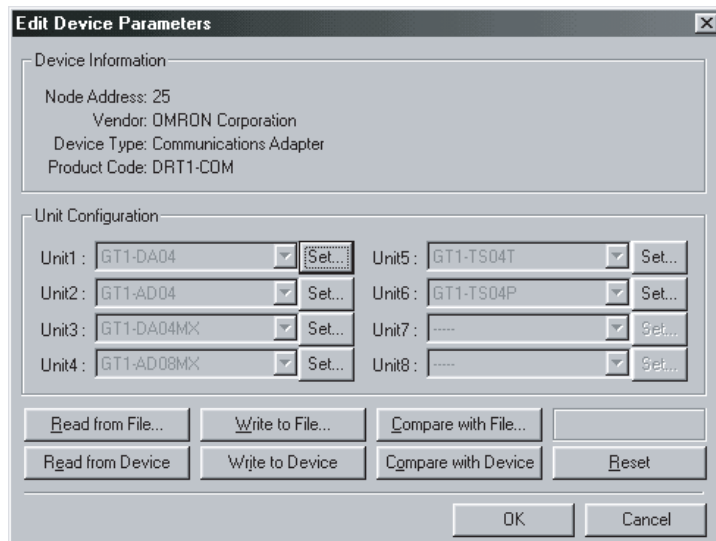 Edit Device Parameters
Device Information
Node Address: 25
Vendor: OMRON Corporation
Device Type: Communications Adapter
Product Code: DRT1-COM
Unit Configuration
Unit1 : GT1-DA04 Set... Unit5 : GT1-TS04T Set...
Unit2 : GT1-AD04 Set... Unit6 : GT1-TS04P Set...
Unit3 : GT1-DA04MX Set... Unit7 : ----- Set...
Unit4 : GT1-AD08MX Set... Unit8 : ----- Set...
Read from File... Write to File... Compare with File...
Read from Device Write to Device Compare with Device Reset
OK Cancel